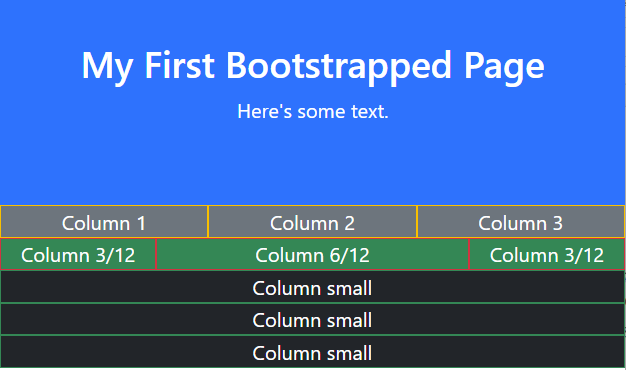 My First Bootstrapped Page
Here's some text.
Column 1 Column 2 Column 3
Column 3/12 Column 6/12 Column 3/12
Column small
Column small
Column small